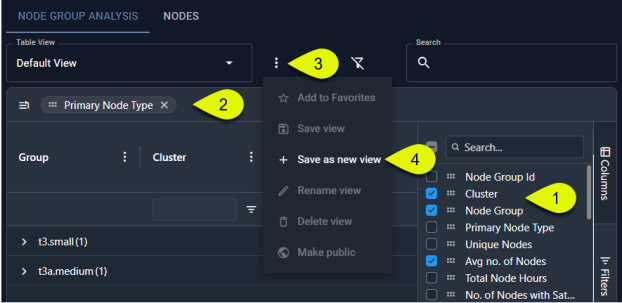 NODE GROUP ANALYSIS NODES
Table View
Default View
3
Search
Primary Node Type
2
Add to Favorites
Save view
Save as new view
4
Rename view
Delete view
Make public
Group Cluster
t3.small (1)
t3a.medium (1)
Search...
Node Group Id
Cluster
1
Node Group
Primary Node Type
Unique Nodes
Avg no. of Nodes
Total Node Hours
No. of Nodes with Sat...
Columns
Filters